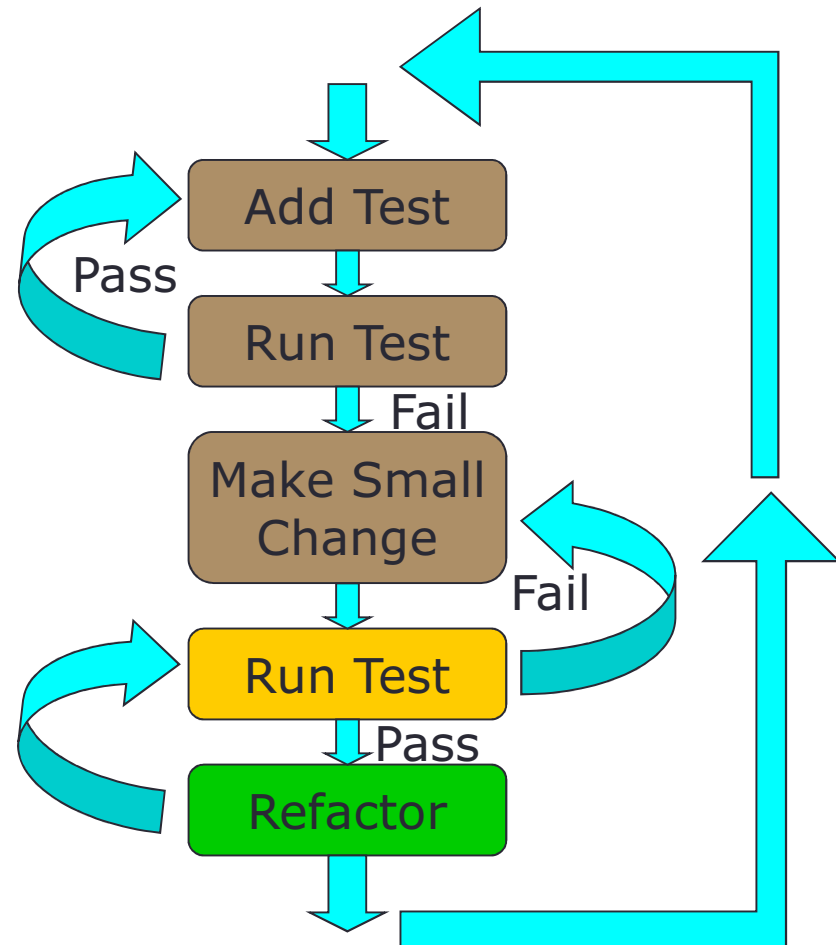 Add Test
Pass
Run Test
Fail
Make Small
Change
Fail
Run Test
Pass
Refactor